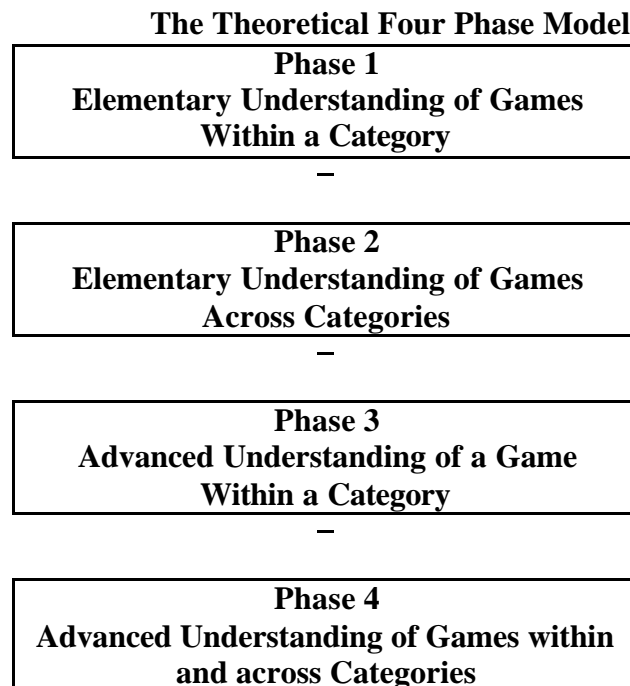 The Theoretical Four Phase Model
Phase 1
Elementary Understanding of Games
Within a Category
–
Phase 2
Elementary Understanding of Games
Across Categories
–
Phase 3
Advanced Understanding of a Game
Within a Category
–
Phase 4
Advanced Understanding of Games within
and across Categories